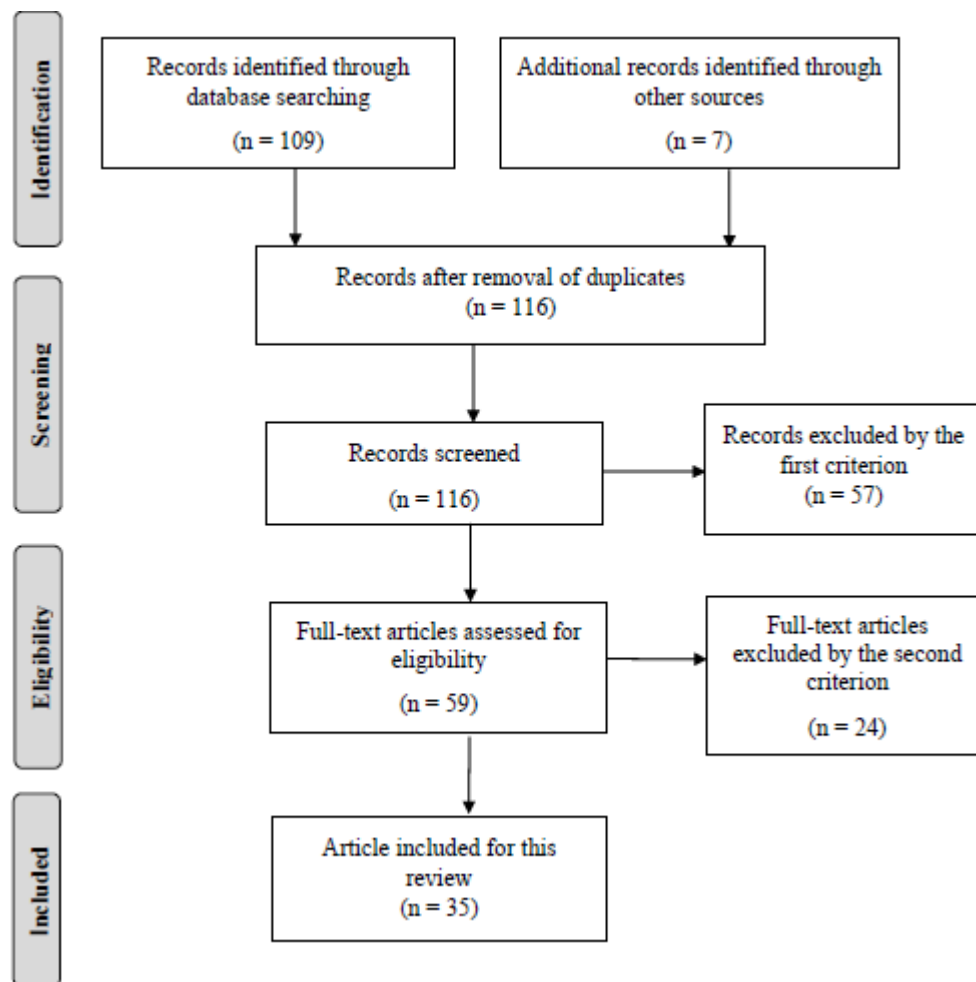 Identification
Records identified through
database searching
(n = 109)
Additional records identified through
other sources
(n = 7)
Screening
Records after removal of duplicates
(n = 116)
Records screened
(n = 116)
Records excluded by the
first criterion
(n = 57)
Eligibility
Full-text articles assessed for
eligibility
(n = 59)
Full-text articles
excluded by the second
criterion
(n = 24)
Included
Article included for this
review
(n = 35)